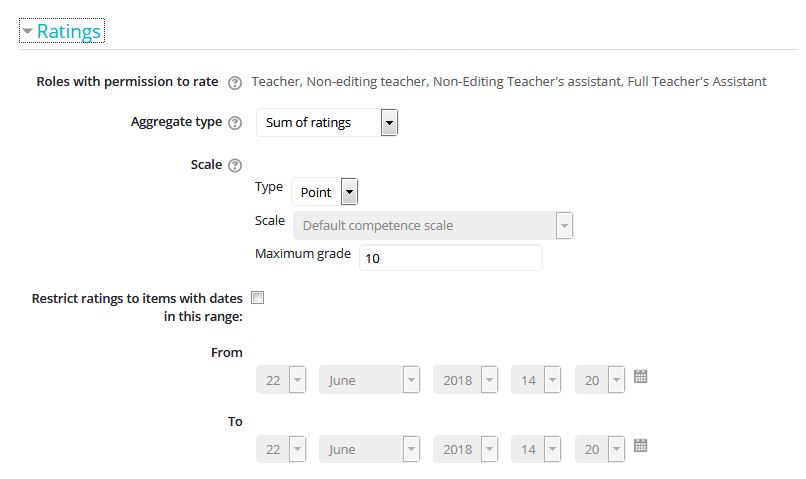 Ratings
Roles with permission to rate Teacher, Non-editing teacher, Non-Editing Teacher's assistant, Full Teacher's Assistant
Aggregate type Sum of ratings
Scale
Type Point
Scale Default competence scale
Maximum grade 10
Restrict ratings to items with dates
in this range:
From
22 June 2018 14 20
To
22 June 2018 14 20